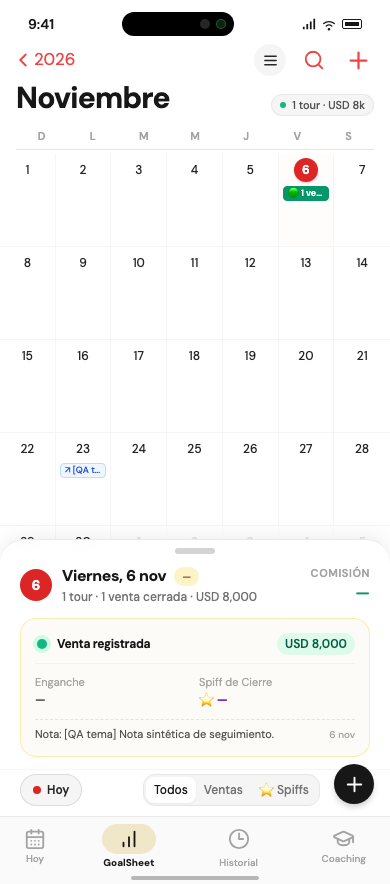 9:41
2026
Noviembre
1 tour · USD 8k
D L M M J V S
1 2 3 4 5 6 7
1 ve...
8 9 10 11 12 13 14
15 16 17 18 19 20 21
22 23 24 25 26 27 28
[QA t...
Viernes, 6 nov –
COMISIÓN
1 tour · 1 venta cerrada · USD 8,000
–
6
Venta registrada USD 8,000
Enganche Spiff de Cierre
– ⭐ –
Nota: [QA tema] Nota sintética de seguimiento. 6 nov
Hoy Todos Ventas ⭐ Spiffs
Hoy GoalSheet Historial Coaching